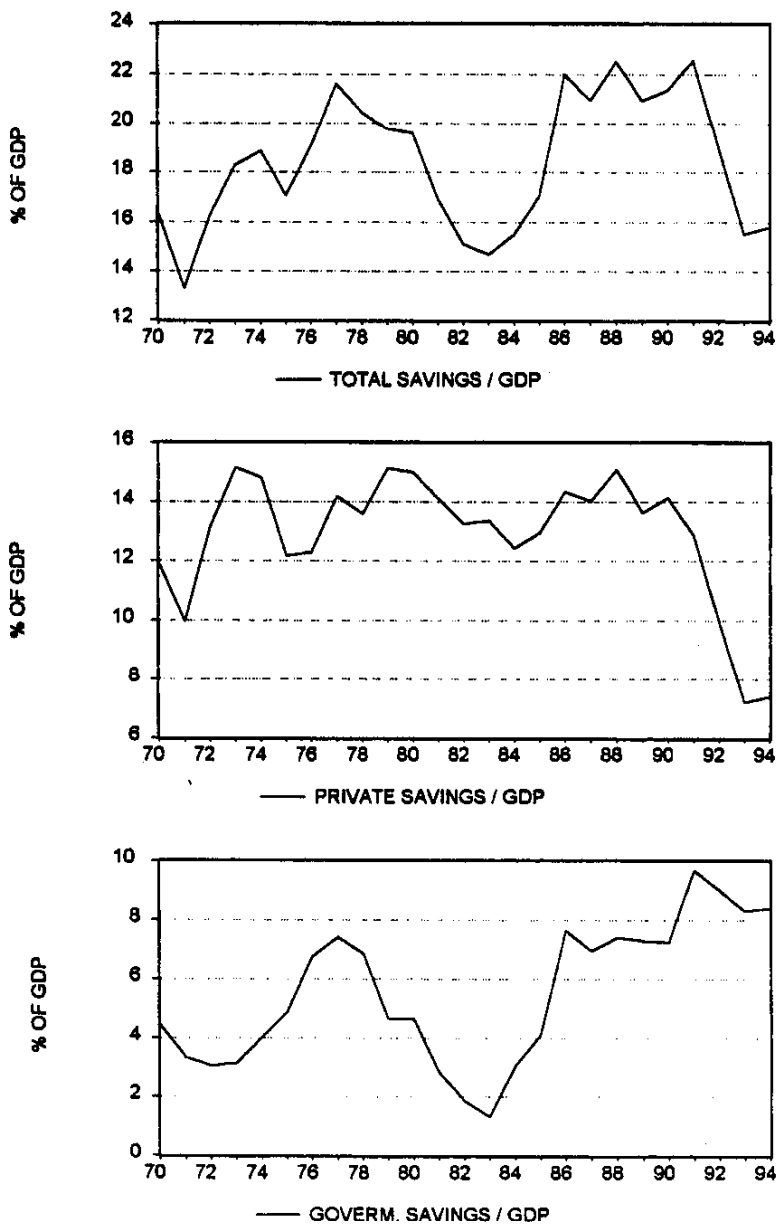 24
22
20
18
16
14
12
% OF GDP
70 72 74 76 78 80 82 84 86 88 90 92 94
TOTAL SAVINGS / GDP
16
14
12
10
8
6
% OF GDP
70 72 74 76 78 80 82 84 86 88 90 92 94
PRIVATE SAVINGS / GDP
10
8
6
4
2
0
% OF GDP
70 72 74 76 78 80 82 84 86 88 90 92 94
GOVERM. SAVINGS / GDP